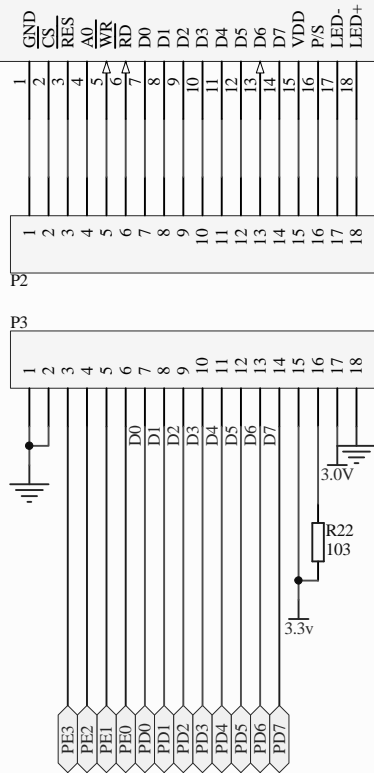 GND CS RES A0 WR RD D0 D1 D2 D3 D4 D5 D6 D7 VDD P/S LED- LED+
1 2 3 4 5 6 7 8 9 10 11 12 13 14 15 16 17 18
1 2 3 4 5 6 7 8 9 10 11 12 13 14 15 16 17 18
P2
P3
1 2 3 4 5 6 7 8 9 10 11 12 13 14 15 16 17 18
D0 D1 D2 D3 D4 D5 D6 D7
3.0V
R22
103
3.3v
PE3 PE2 PE1 PE0 PD0 PD1 PD2 PD3 PD4 PD5 PD6 PD7